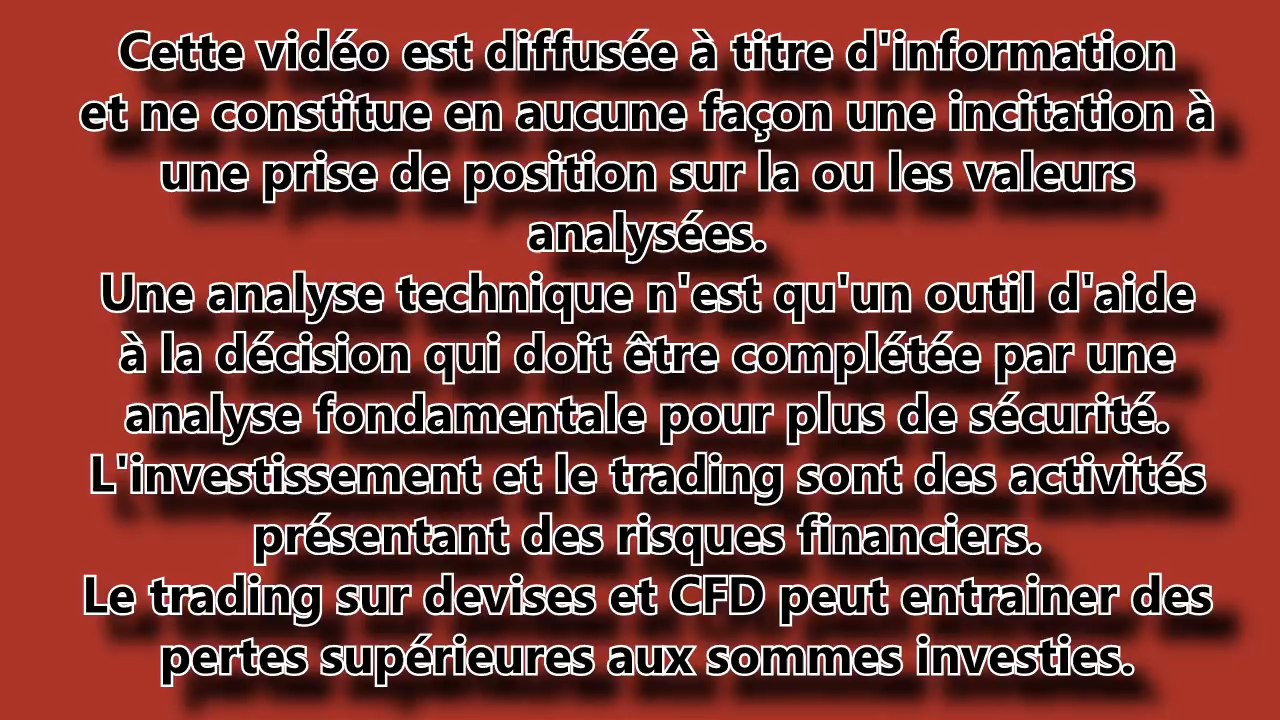 Cette vidéo est diffusée à titre d'information
et ne constitue en aucune façon une incitation à
une prise de position sur la ou les valeurs
analysées.
Une analyse technique n'est qu'un outil d'aide
à la décision qui doit être complétée par une
analyse fondamentale pour plus de sécurité.
L'investissement et le trading sont des activités
présentant des risques financiers.
Le trading sur devises et CFD peut entrainer des
pertes supérieures aux sommes investies.